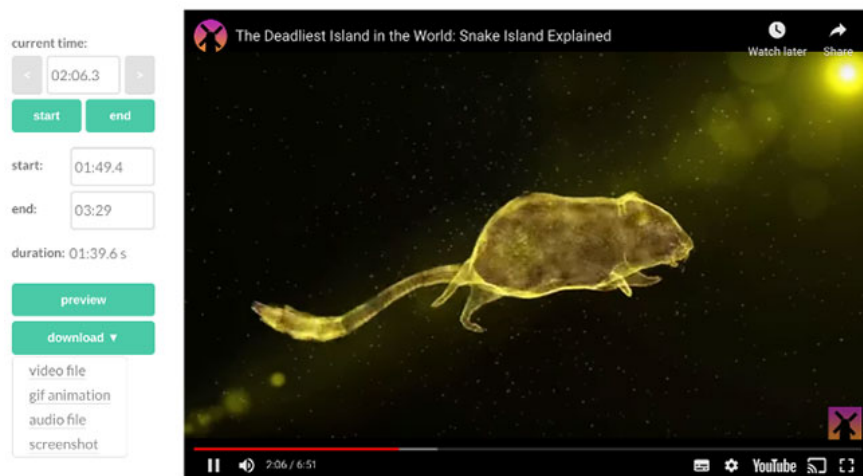 current time:
< 02:06.3 >
start end
start: 01:49.4
end: 03:29
duration: 01:39.6 s
preview
download ▼
video file
gif animation
audio file
screenshot
The Deadliest Island in the World: Snake Island Explained
Watch later Share
2:06 / 6:51
YouTube